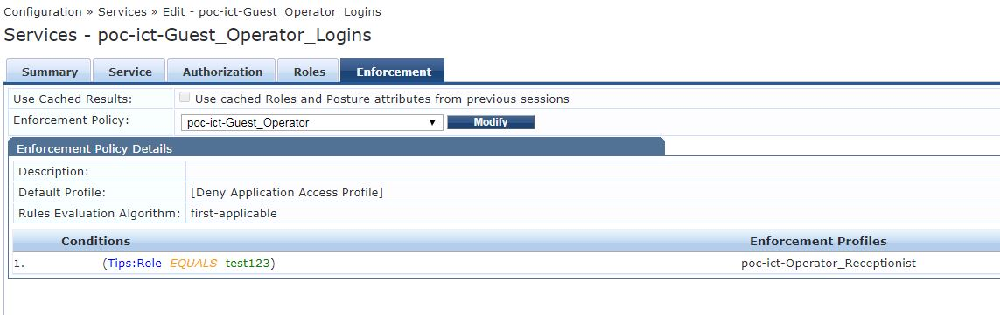 Configuration » Services » Edit - poc-ict-Guest_Operator_Logins
Services - poc-ict-Guest_Operator_Logins
Summary Service Authorization Roles Enforcement
Use Cached Results: Use cached Roles and Posture attributes from previous sessions
Enforcement Policy: poc-ict-Guest_Operator Modify
Enforcement Policy Details
Description:
Default Profile: [Deny Application Access Profile]
Rules Evaluation Algorithm: first-applicable
Conditions Enforcement Profiles
1. (Tips:Role EQUALS test123) poc-ict-Operator_Receptionist